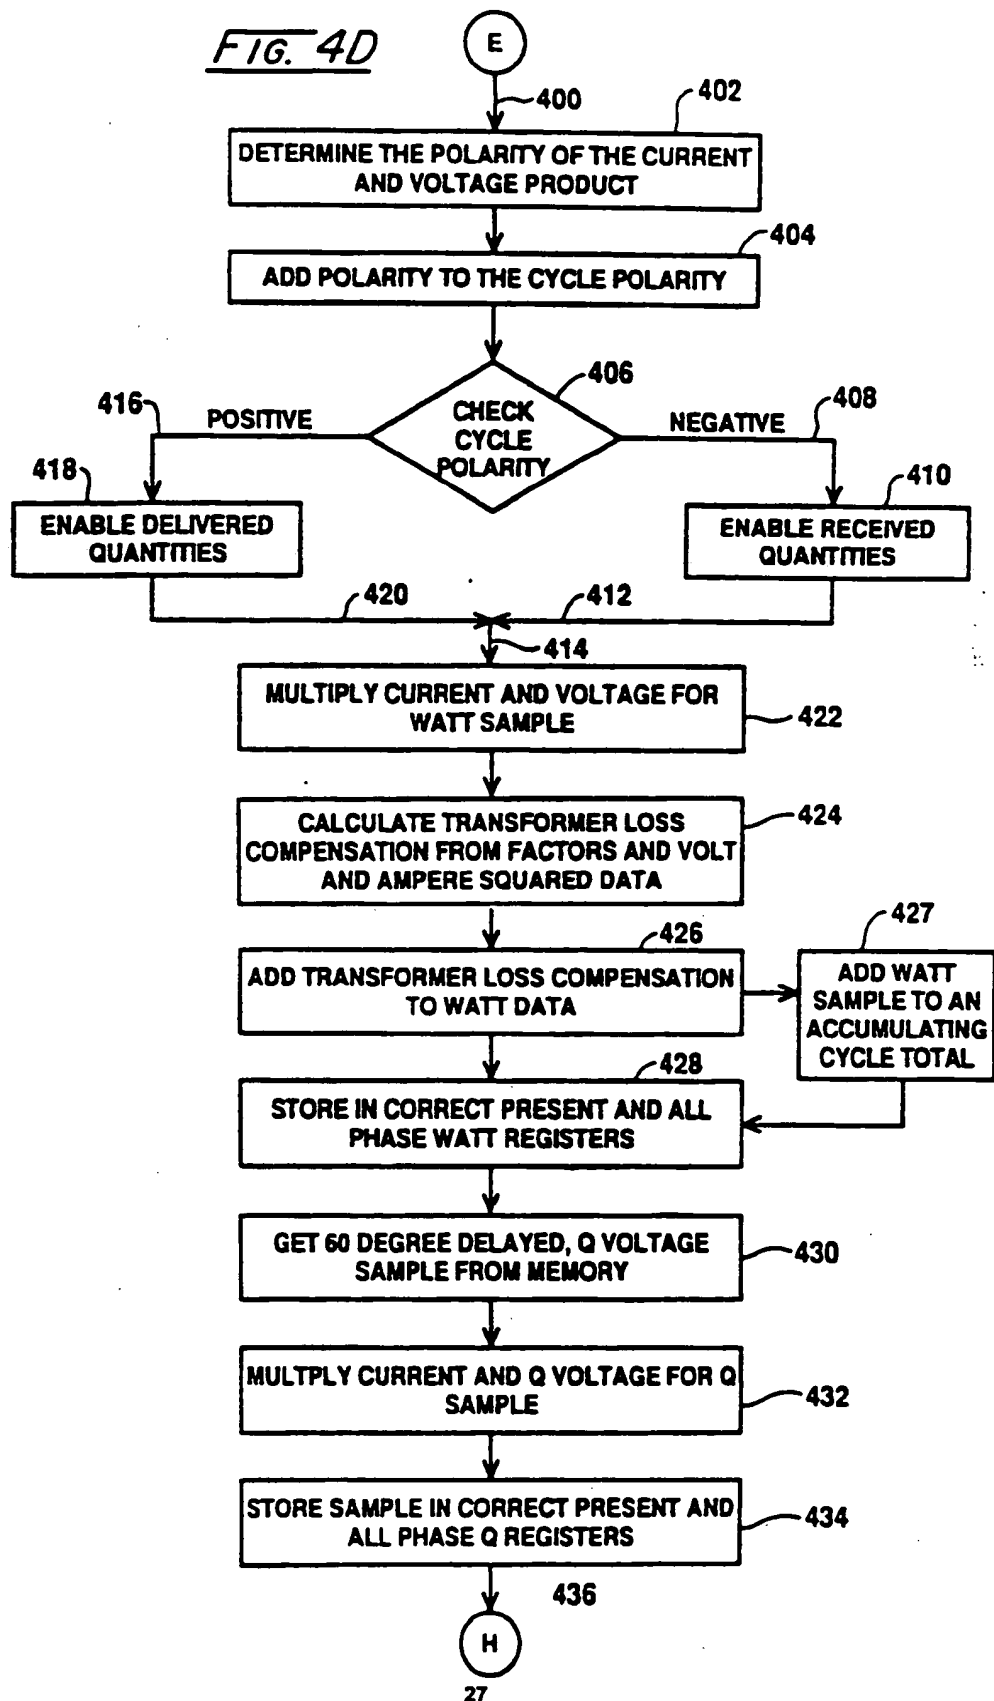 FIG. 4D
E
400
402
DETERMINE THE POLARITY OF THE CURRENT
AND VOLTAGE PRODUCT
404
ADD POLARITY TO THE CYCLE POLARITY
406
CHECK
CYCLE
POLARITY
416
POSITIVE
NEGATIVE
408
418
ENABLE DELIVERED
QUANTITIES
410
ENABLE RECEIVED
QUANTITIES
420
412
414
MULTIPLY CURRENT AND VOLTAGE FOR
WATT SAMPLE
422
CALCULATE TRANSFORMER LOSS
COMPENSATION FROM FACTORS AND VOLT
AND AMPERE SQUARED DATA
424
426
ADD TRANSFORMER LOSS COMPENSATION
TO WATT DATA
427
ADD WATT
SAMPLE TO AN
ACCUMULATING
CYCLE TOTAL
428
STORE IN CORRECT PRESENT AND ALL
PHASE WATT REGISTERS
GET 60 DEGREE DELAYED, Q VOLTAGE
SAMPLE FROM MEMORY
430
MULTPLY CURRENT AND Q VOLTAGE FOR Q
SAMPLE
432
STORE SAMPLE IN CORRECT PRESENT AND
ALL PHASE Q REGISTERS
434
436
H
27